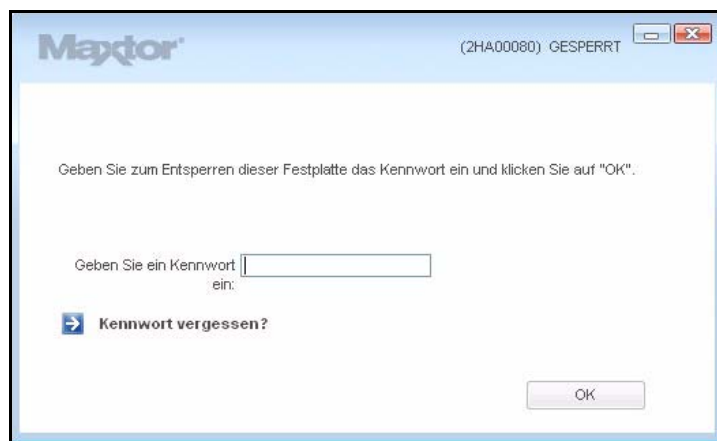 Maxtor
(2HA00080) GESPERRT
Geben Sie zum Entsperren dieser Festplatte das Kennwort ein und klicken Sie auf "OK".
Geben Sie ein Kennwort
ein:
Kennwort vergessen?
OK